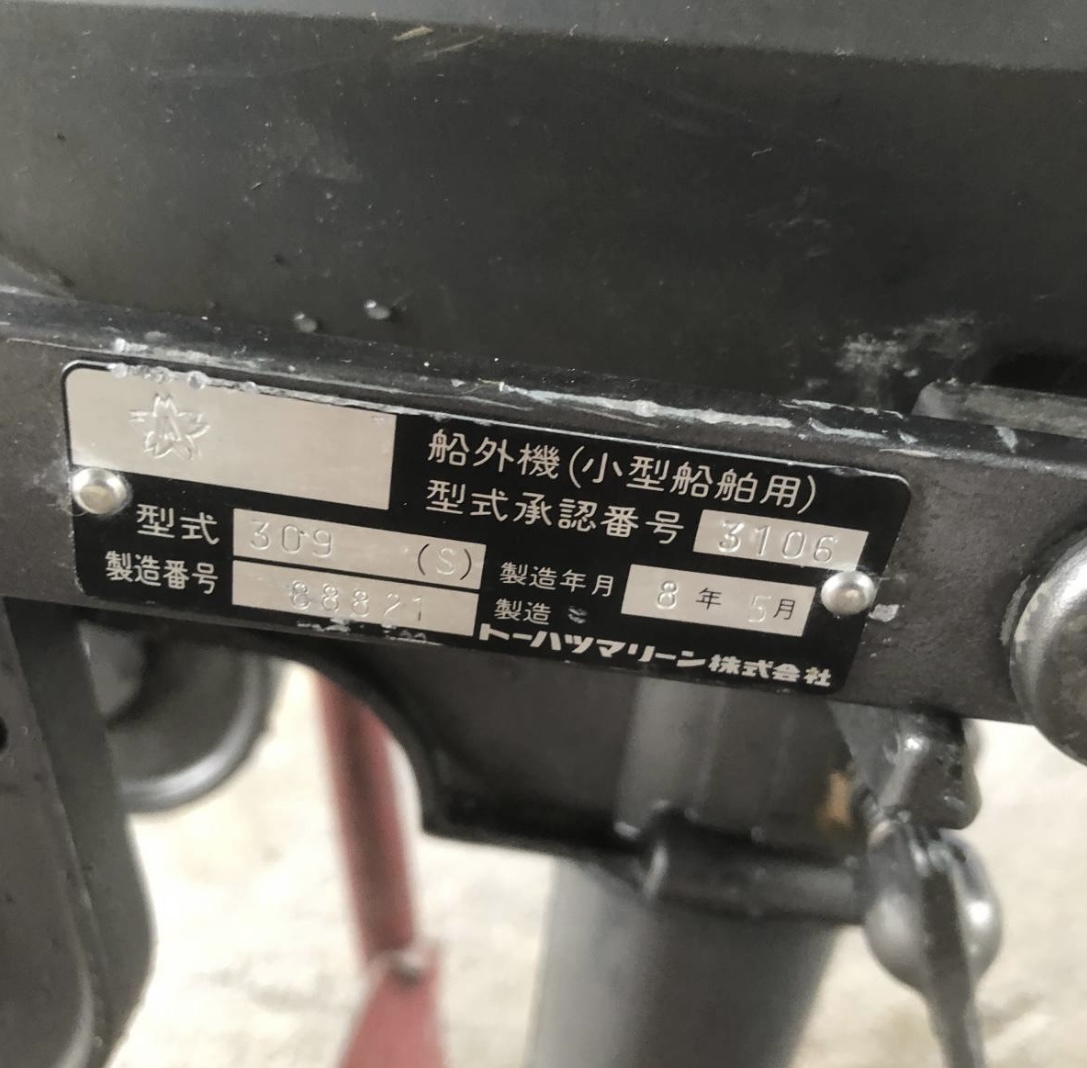 船外機(小型船舶用)
型式承認番号 3106
型式 309 (S)
製造番号 88821
製造年月 8年 5月
製造
トーハツマリーン株式会社